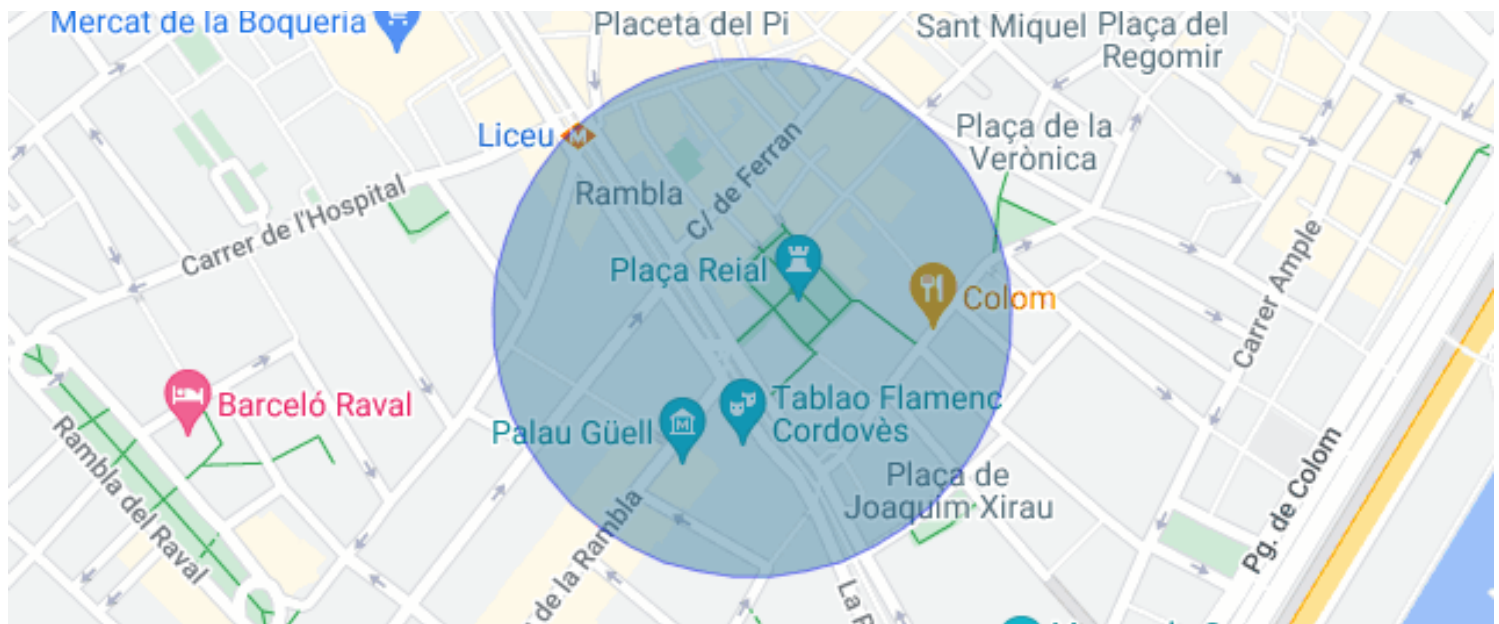 Mercat de la Boqueria
Placeta del Pi
Sant Miquel
Plaça del
Regomir
Liceu
M
Plaça de la
Verònica
Rambla
C/ de Ferran
Carrer de l'Hospital
Plaça Reial
Colom
Carrer Ample
Barceló Raval
Palau Güell
M
Tablao Flamenc
Cordovès
Plaça de
Joaquim Xirau
Rambla del Raval
de la Rambla
La
Pg. de Colom